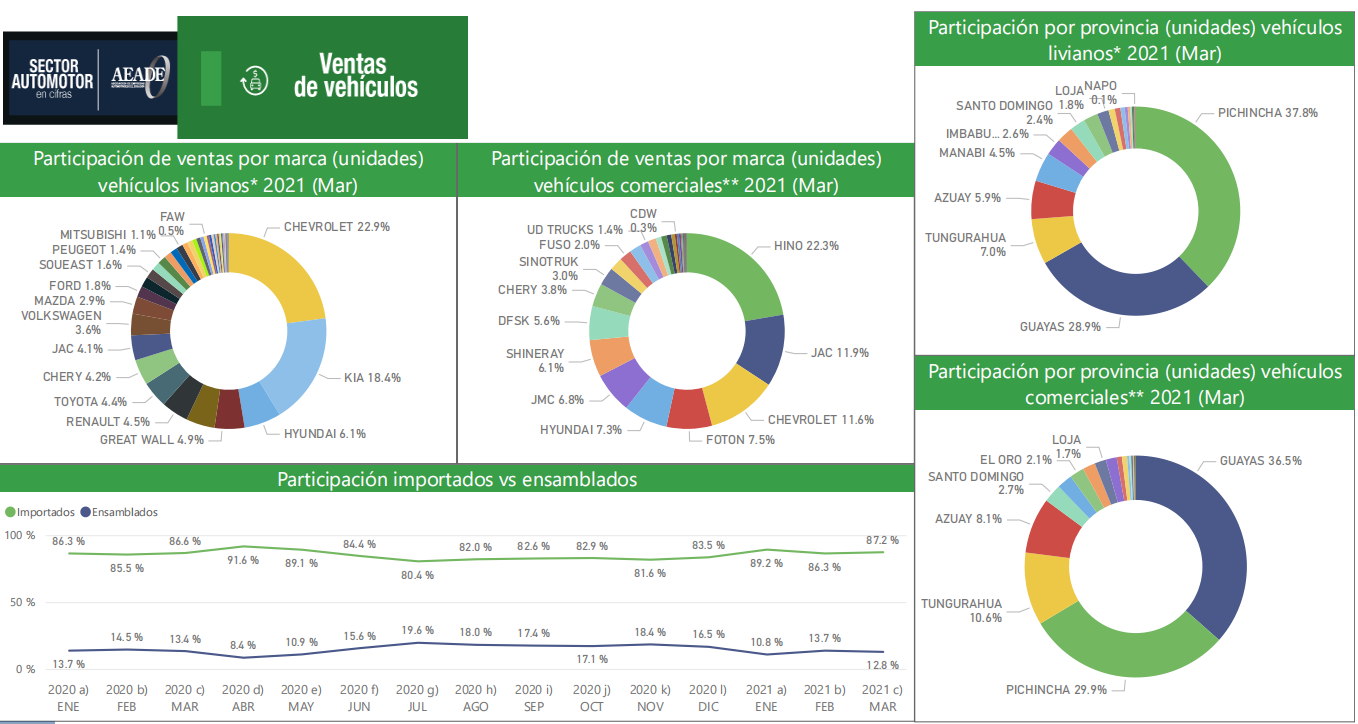 SECTOR
AUTOMOTOR
en cifras
AEADE
Ventas
de vehículos
Participación de ventas por marca (unidades)
vehículos livianos* 2021 (Mar)
FAW
0.5%
MITSUBISHI 1.1%
PEUGEOT 1.4%
SOUEAST 1.6%
FORD 1.8%
MAZDA 2.9%
VOLKSWAGEN
3.6%
JAC 4.1%
CHERY 4.2%
TOYOTA 4.4%
RENAULT 4.5%
GREAT WALL 4.9%
CHEVROLET 22.9%
KIA 18.4%
HYUNDAI 6.1%
Participación de ventas por marca (unidades)
vehículos comerciales** 2021 (Mar)
CDW
0.3%
UD TRUCKS 1.4%
FUSO 2.0%
SINOTRUK
3.0%
CHERY 3.8%
DFSK 5.6%
SHINERAY
6.1%
JMC 6.8%
HYUNDAI 7.3%
HINO 22.3%
JAC 11.9%
CHEVROLET 11.6%
FOTON 7.5%
Participación por provincia (unidades) vehículos
livianos* 2021 (Mar)
NAPO
0.1%
LOJA
1.8%
SANTO DOMINGO
2.4%
IMBABU... 2.6%
MANABI 4.5%
AZUAY 5.9%
TUNGURAHUA
7.0%
GUAYAS 28.9%
PICHINCHA 37.8%
Participación por provincia (unidades) vehículos
comerciales** 2021 (Mar)
LOJA
1.7%
EL ORO 2.1%
SANTO DOMINGO
2.7%
AZUAY 8.1%
TUNGURAHUA
10.6%
PICHINCHA 29.9%
GUAYAS 36.5%
Participación importados vs ensamblados
Importados Ensamblados
100 %
50 %
0 %
86.3 % 85.5 % 86.6 % 91.6 % 89.1 % 84.4 % 80.4 % 82.0 % 82.6 % 82.9 % 81.6 % 83.5 % 89.2 % 86.3 % 87.2 %
13.7 % 14.5 % 13.4 % 8.4 % 10.9 % 15.6 % 19.6 % 18.0 % 17.4 % 17.1 % 18.4 % 16.5 % 10.8 % 13.7 % 12.8 %
2020 a) 2020 b) 2020 c) 2020 d) 2020 e) 2020 f) 2020 g) 2020 h) 2020 i) 2020 j) 2020 k) 2020 l) 2021 a) 2021 b) 2021 c)
ENE FEB MAR ABR MAY JUN JUL AGO SEP OCT NOV DIC ENE FEB MAR